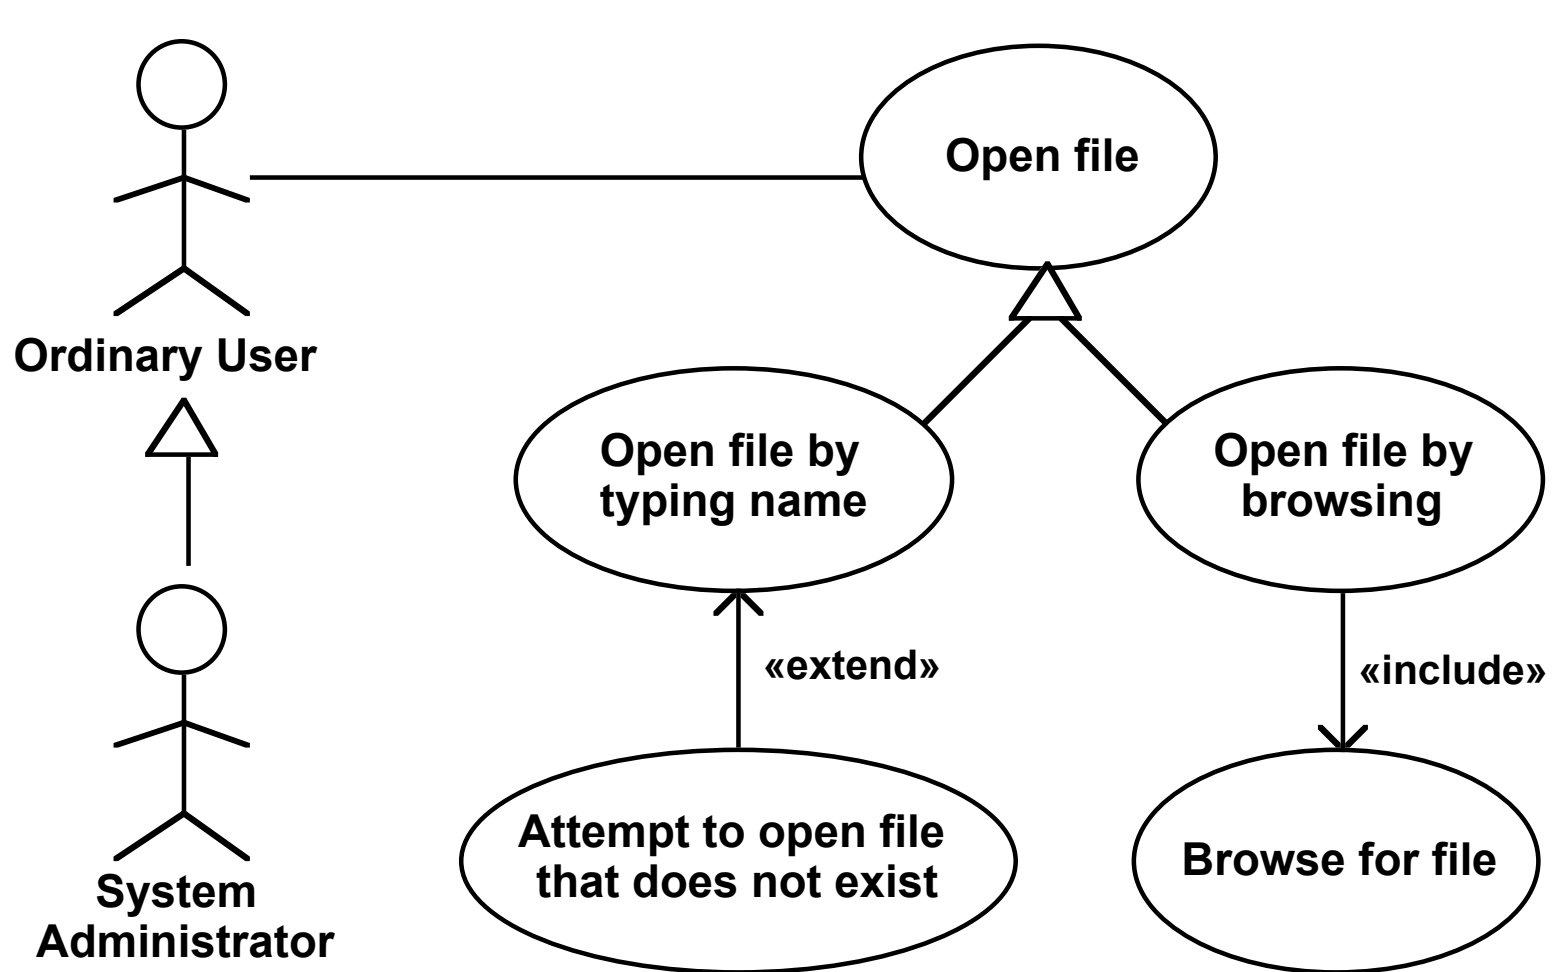 Open file
Ordinary User
Open file by
typing name
Open file by
browsing
«extend»
«include»
Attempt to open file
that does not exist
Browse for file
System
Administrator